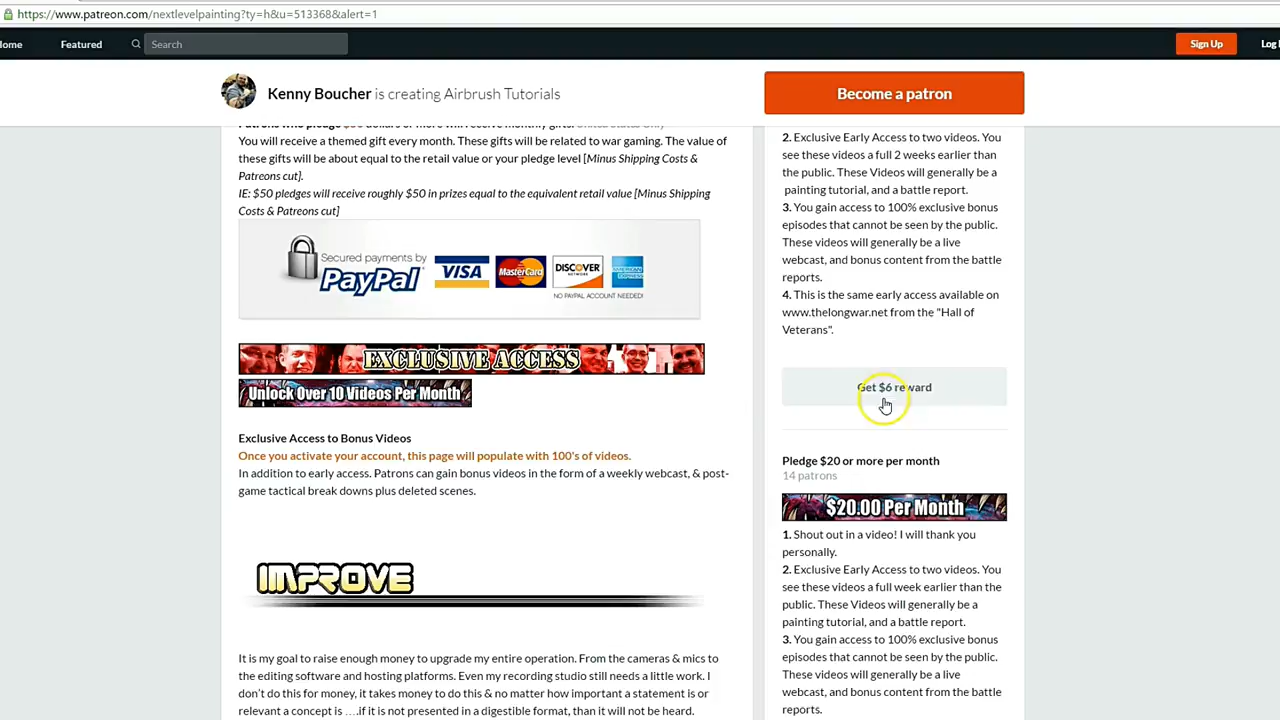 https://www.patreon.com/nextlevelpainting?ty=h&u=513368&alert=1
Home
Featured
Search
Sign Up
Log
Kenny Boucher is creating Airbrush Tutorials
Become a patron
Patrons who pledge $50 dollars or more will receive monthly gifts. United States Only
You will receive a themed gift every month. These gifts will be related to war gaming. The value of
these gifts will be about equal to the retail value or your pledge level [Minus Shipping Costs &
Patreons cut].
IE: $50 pledges will receive roughly $50 in prizes equal to the equivalent retail value [Minus Shipping
Costs & Patreons cut]
Secured payments by
PayPal
VISA
MasterCard
DISCOVER
NETWORK
AMERICAN
EXPRESS
NO PAYPAL ACCOUNT NEEDED!
EXCLUSIVE ACCESS
Unlock Over 10 Videos Per Month
Exclusive Access to Bonus Videos
Once you activate your account, this page will populate with 100's of videos.
In addition to early access. Patrons can gain bonus videos in the form of a weekly webcast, & post-
game tactical break downs plus deleted scenes.
IMPROVE
It is my goal to raise enough money to upgrade my entire operation. From the cameras & mics to
the editing software and hosting platforms. Even my recording studio still needs a little work. I
don't do this for money, it takes money to do this & no matter how important a statement is or
relevant a concept is ….if it is not presented in a digestible format, than it will not be heard.
2. Exclusive Early Access to two videos. You
see these videos a full 2 weeks earlier than
the public. These Videos will generally be a
painting tutorial, and a battle report.
3. You gain access to 100% exclusive bonus
episodes that cannot be seen by the public.
These videos will generally be a live
webcast, and bonus content from the battle
reports.
4. This is the same early access available on
www.thelongwar.net from the "Hall of
Veterans".
Get $6 reward
Pledge $20 or more per month
14 patrons
$20.00 Per Month
1. Shout out in a video! I will thank you
personally.
2. Exclusive Early Access to two videos. You
see these videos a full week earlier than the
public. These Videos will generally be a
painting tutorial, and a battle report.
3. You gain access to 100% exclusive bonus
episodes that cannot be seen by the public.
These videos will generally be a live
webcast, and bonus content from the battle
reports.